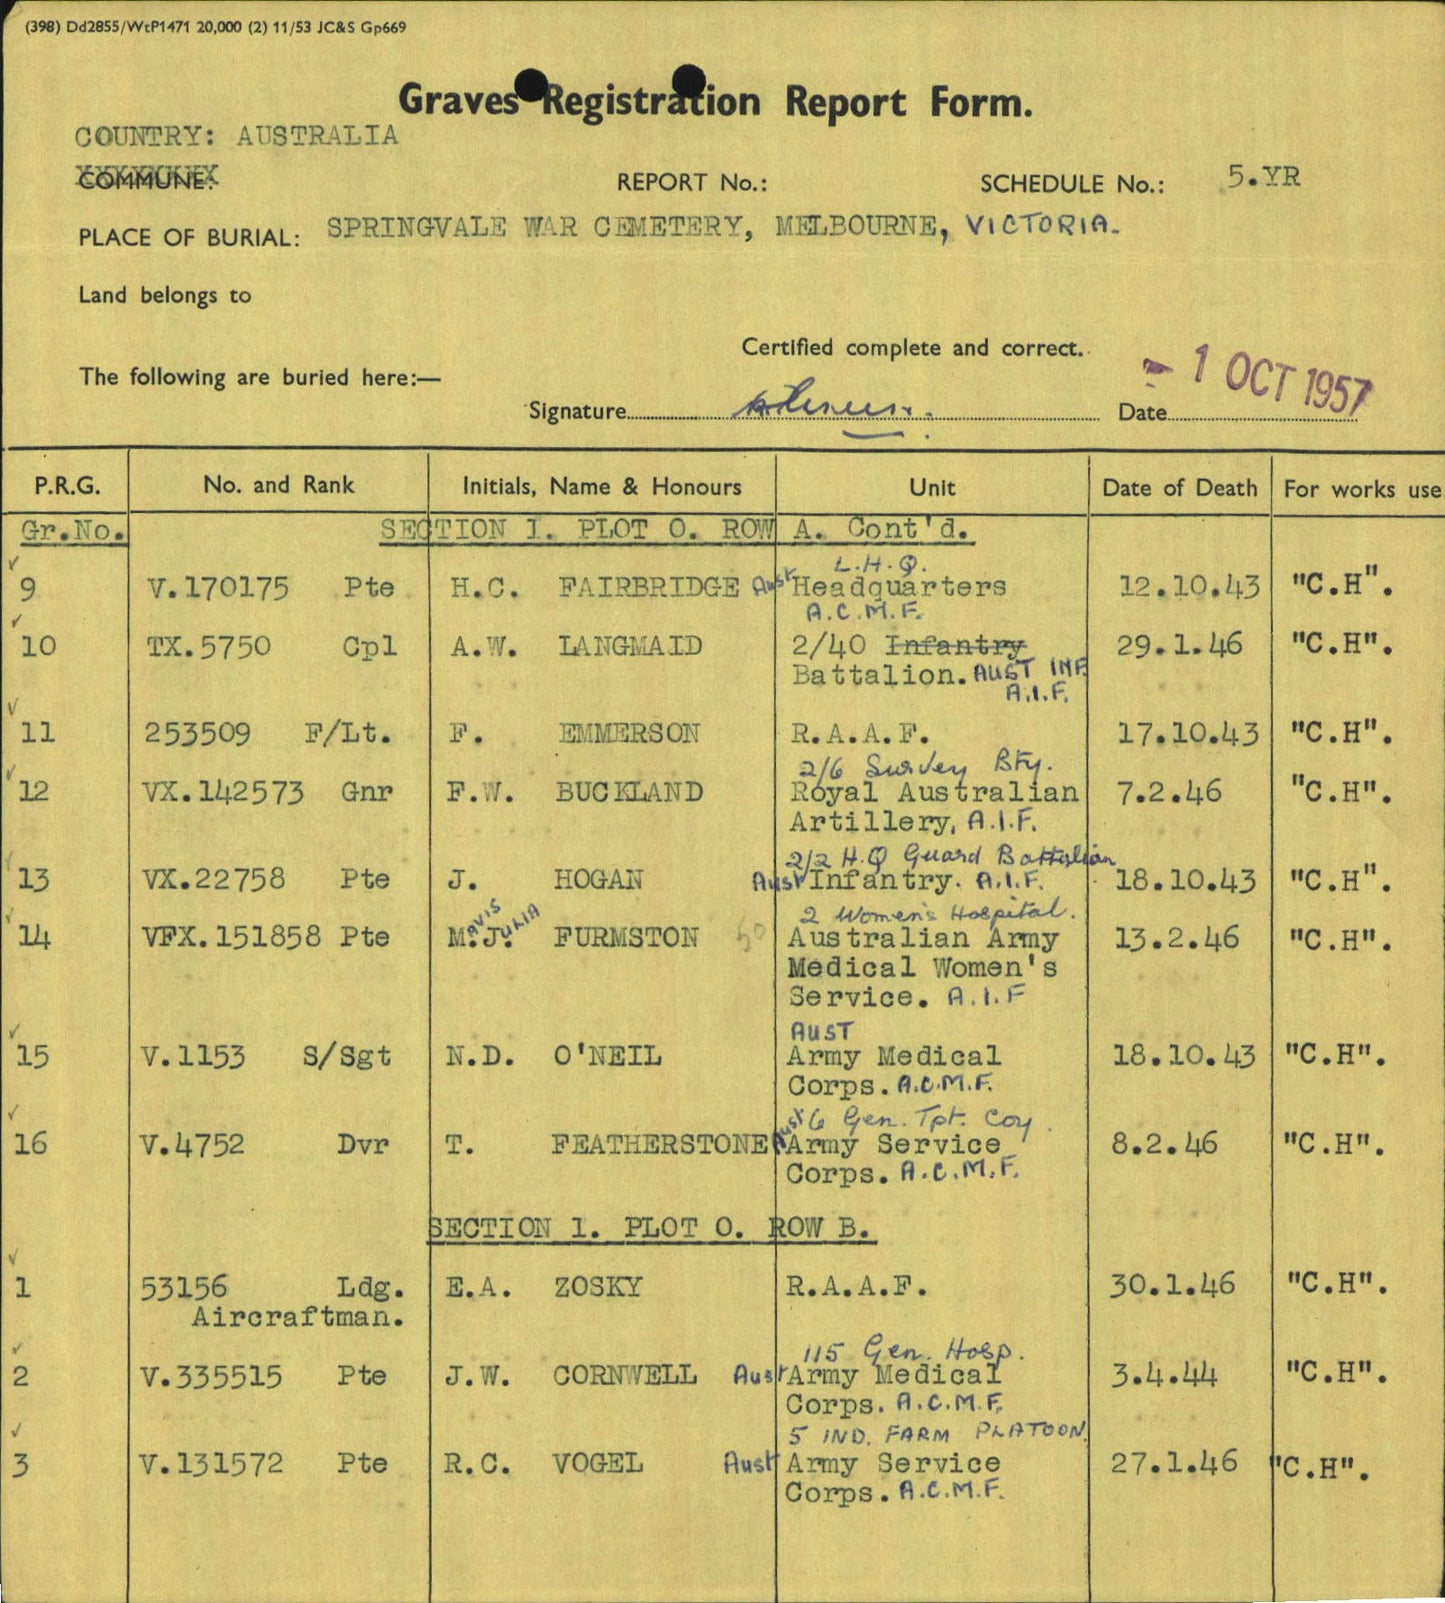 (398) Dd2855/WtP1471 20,000 (2) 11/53 JC&S Gp669
Graves Registration Report Form.
COUNTRY: AUSTRALIA
COMMUNE:
REPORT No.: SCHEDULE No.: 5.YR
PLACE OF BURIAL: SPRINGVALE WAR CEMETERY, MELBOURNE, VICTORIA.
Land belongs to
Certified complete and correct.
The following are buried here:—
- 1 OCT 1957
Signature Date
P.R.G. No. and Rank Initials, Name & Honours Unit Date of Death For works use
Gr.No. SECTION 1. PLOT O. ROW A. Cont'd.
L.H.Q.
9 V.170175 Pte H.C. FAIRBRIDGE Aust Headquarters 12.10.43 "C.H".
A.C.M.F.
10 TX.5750 Cpl A.W. LANGMAID 2/40 Infantry 29.1.46 "C.H".
Battalion. AUST INF.
A.I.F.
11 253509 F/Lt. F. EMMERSON R.A.A.F. 17.10.43 "C.H".
2/6 Survey Bty.
12 VX.142573 Gnr F.W. BUCKLAND Royal Australian 7.2.46 "C.H".
Artillery, A.I.F.
2/2 H.Q Guard Battalion
13 VX.22758 Pte J. HOGAN Aust Infantry. A.I.F. 18.10.43 "C.H".
AVIS ULIA 2 Women's Hospital.
14 VFX.151858 Pte M.J. FURMSTON 50 Australian Army 13.2.46 "C.H".
Medical Women's
Service. A.I.F
AUST
15 V.1153 S/Sgt N.D. O'NEIL Army Medical 18.10.43 "C.H".
Corps. A.C.M.F.
Aust 6 Gen. Tpt. Coy.
16 V.4752 Dvr T. FEATHERSTONE Army Service 8.2.46 "C.H".
Corps. A.C.M.F.
SECTION 1. PLOT O. ROW B.
1 53156 Ldg. E.A. ZOSKY R.A.A.F. 30.1.46 "C.H".
Aircraftman.
115 Gen. Hosp.
2 V.335515 Pte J.W. CORNWELL Aust Army Medical 3.4.44 "C.H".
Corps. A.C.M.F.
5 IND. FARM PLATOON.
3 V.131572 Pte R.C. VOGEL Aust Army Service 27.1.46 "C.H".
Corps. A.C.M.F.